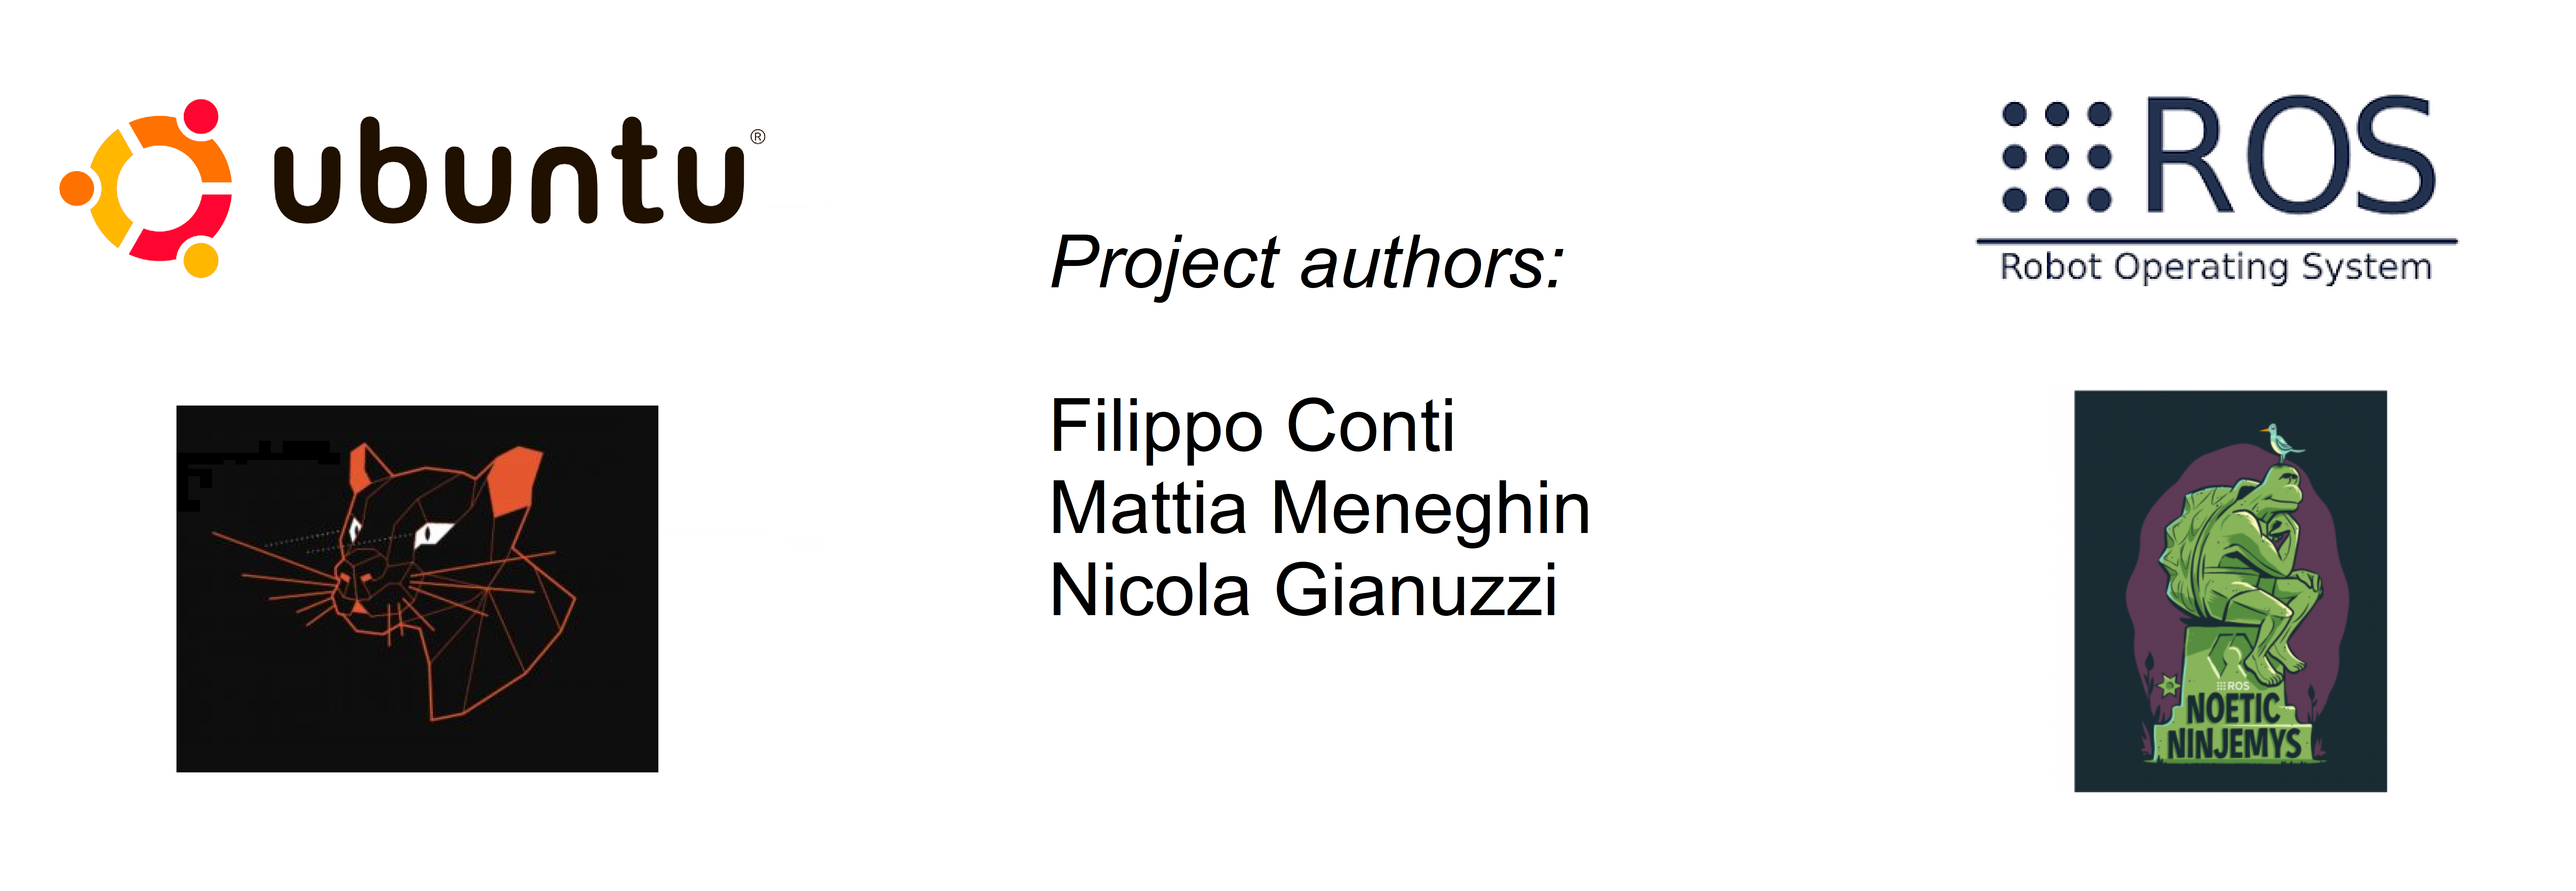 ubuntu®
Project authors:
Filippo Conti
Mattia Meneghin
Nicola Gianuzzi
ROS
Robot Operating System
ROS
NOETIC
NINJEMYS